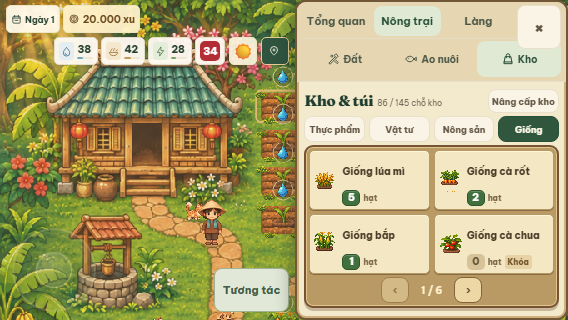 Ngày 1
20.000 xu
38
42
28
34
Tổng quan
Nông trại
Làng
×
Đất
Ao nuôi
Kho
Kho & túi 86 / 145 chỗ kho
Nâng cấp kho
Thực phẩm
Vật tư
Nông sản
Giống
Giống lúa mì
5 hạt
Giống cà rốt
2 hạt
Giống bắp
1 hạt
Giống cà chua
0 hạt Khóa
‹ 1 / 6 ›
Tương tác